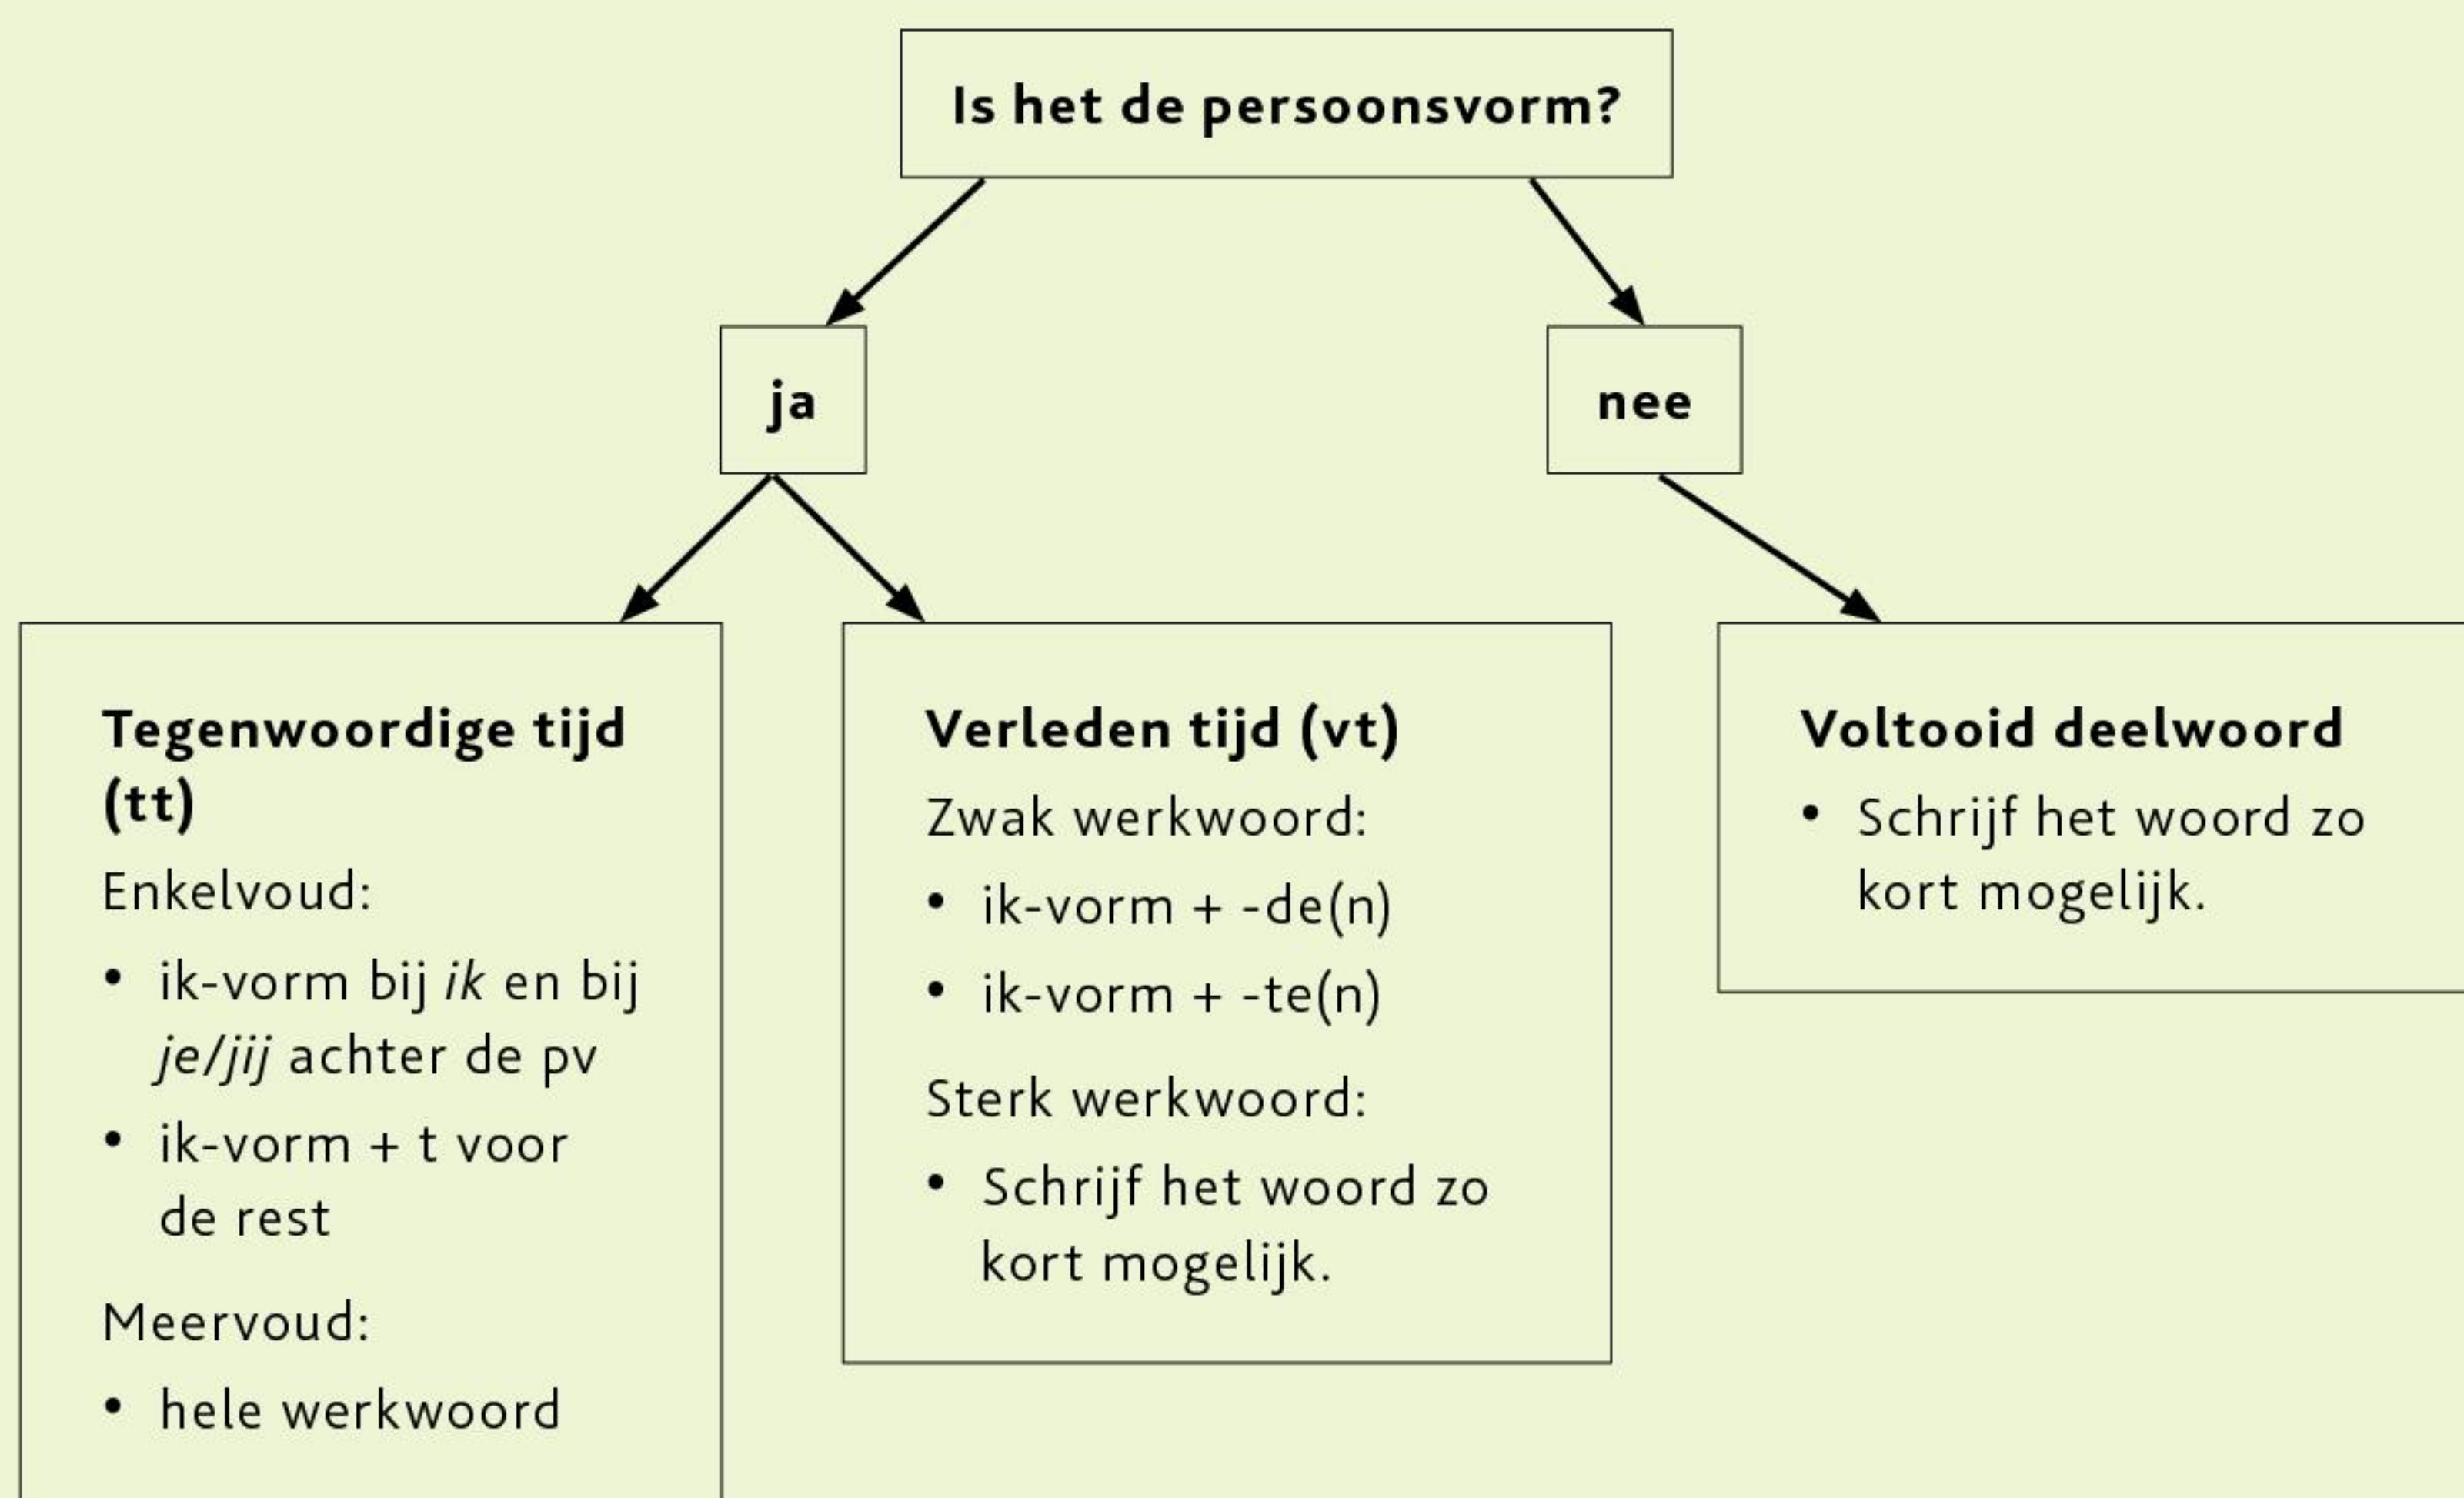 Is het de persoonsvorm?
ja
nee
Tegenwoordige tijd
(tt)
Enkelvoud:
• ik-vorm bij ik en bij
je/jij achter de pv
• ik-vorm + t voor
de rest
Meervoud:
• hele werkwoord
Verleden tijd (vt)
Zwak werkwoord:
• ik-vorm + -de(n)
• ik-vorm + -te(n)
Sterk werkwoord:
• Schrijf het woord zo
kort mogelijk.
Voltooid deelwoord
• Schrijf het woord zo
kort mogelijk.